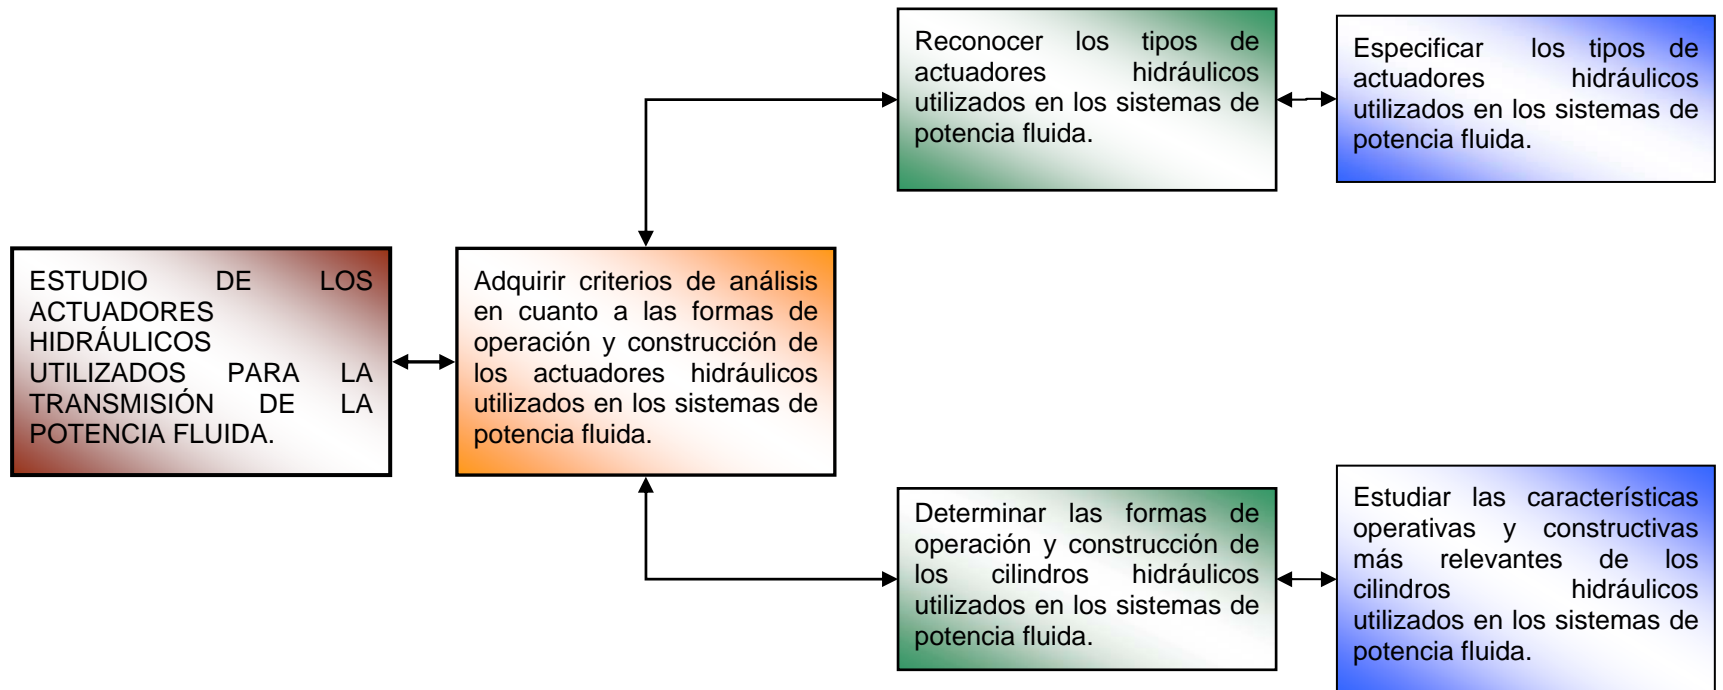 Reconocer los tipos de
actuadores hidráulicos
utilizados en los sistemas de
potencia fluida.
Especificar los tipos de
actuadores hidráulicos
utilizados en los sistemas de
potencia fluida.
ESTUDIO DE LOS
ACTUADORES
HIDRÁULICOS
UTILIZADOS PARA LA
TRANSMISIÓN DE LA
POTENCIA FLUIDA.
Adquirir criterios de análisis
en cuanto a las formas de
operación y construcción de
los actuadores hidráulicos
utilizados en los sistemas de
potencia fluida.
Determinar las formas de
operación y construcción de
los cilindros hidráulicos
utilizados en los sistemas de
potencia fluida.
Estudiar las características
operativas y constructivas
más relevantes de los
cilindros hidráulicos
utilizados en los sistemas de
potencia fluida.